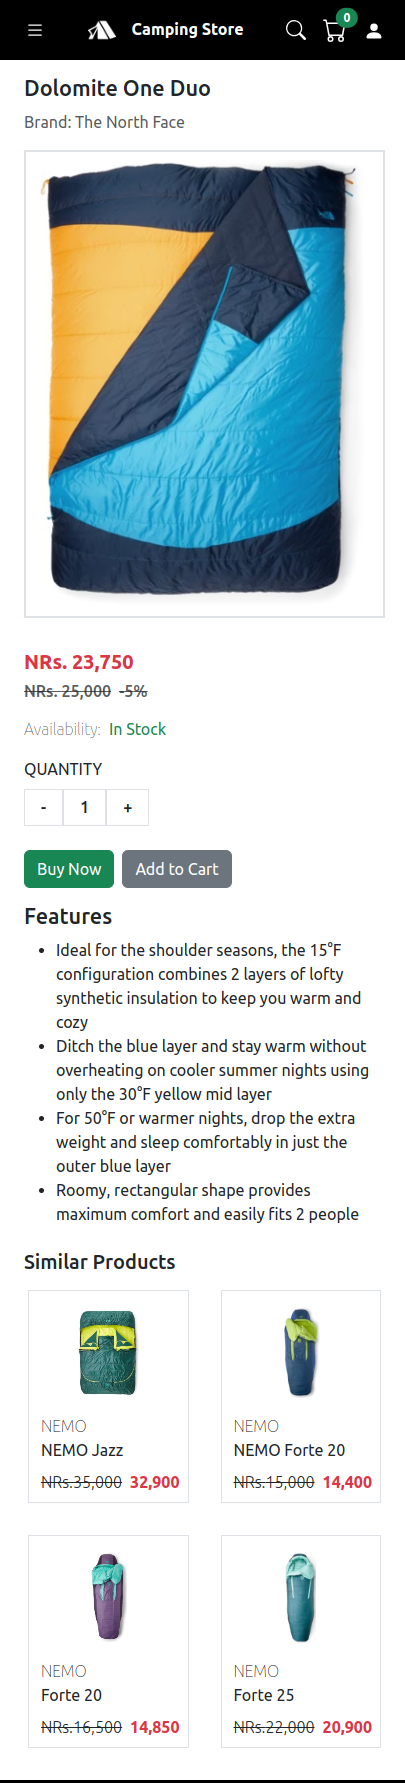 Camping Store
0
Dolomite One Duo
Brand: The North Face
NRs. 23,750
NRs. 25,000 -5%
Availability: In Stock
QUANTITY
- 1 +
Buy Now Add to Cart
Features
• Ideal for the shoulder seasons, the 15°F
configuration combines 2 layers of lofty
synthetic insulation to keep you warm and
cozy
• Ditch the blue layer and stay warm without
overheating on cooler summer nights using
only the 30°F yellow mid layer
• For 50°F or warmer nights, drop the extra
weight and sleep comfortably in just the
outer blue layer
• Roomy, rectangular shape provides
maximum comfort and easily fits 2 people
Similar Products
NEMO
NEMO Jazz
NRs.35,000 32,900
NEMO
NEMO Forte 20
NRs.15,000 14,400
NEMO
Forte 20
NRs.16,500 14,850
NEMO
Forte 25
NRs.22,000 20,900